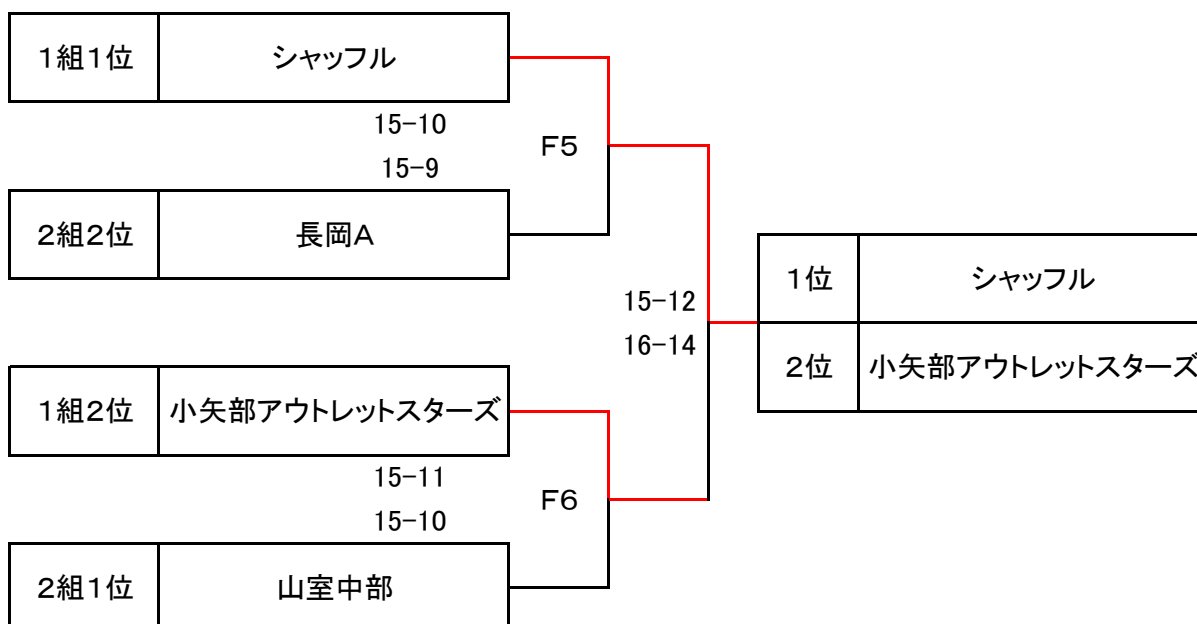 1組1位 シャッフル
15-10
F5
15-9
2組2位 長岡A
1位 シャッフル
15-12
16-14
2位 小矢部アウトレットスターズ
1組2位 小矢部アウトレットスターズ
15-11
F6
15-10
2組1位 山室中部